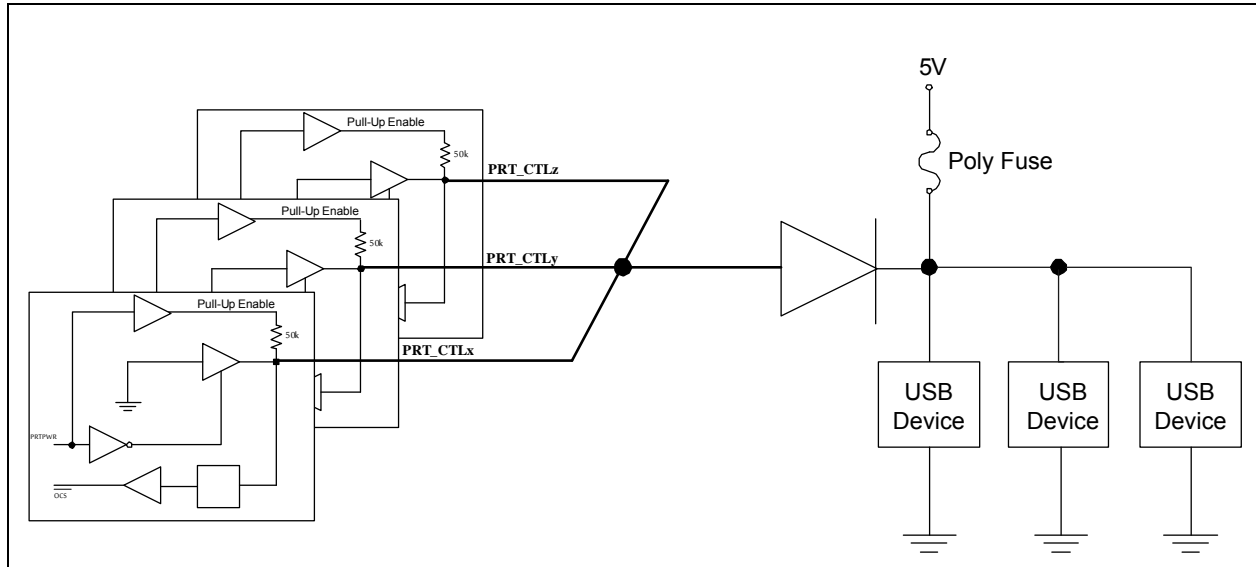 5V
Poly Fuse
Pull-Up Enable
50k
PRT_CTLz
Pull-Up Enable
50k
PRT_CTLy
Pull-Up Enable
50k
PRT_CTLx
PRTPWR
OCS
USB
Device
USB
Device
USB
Device